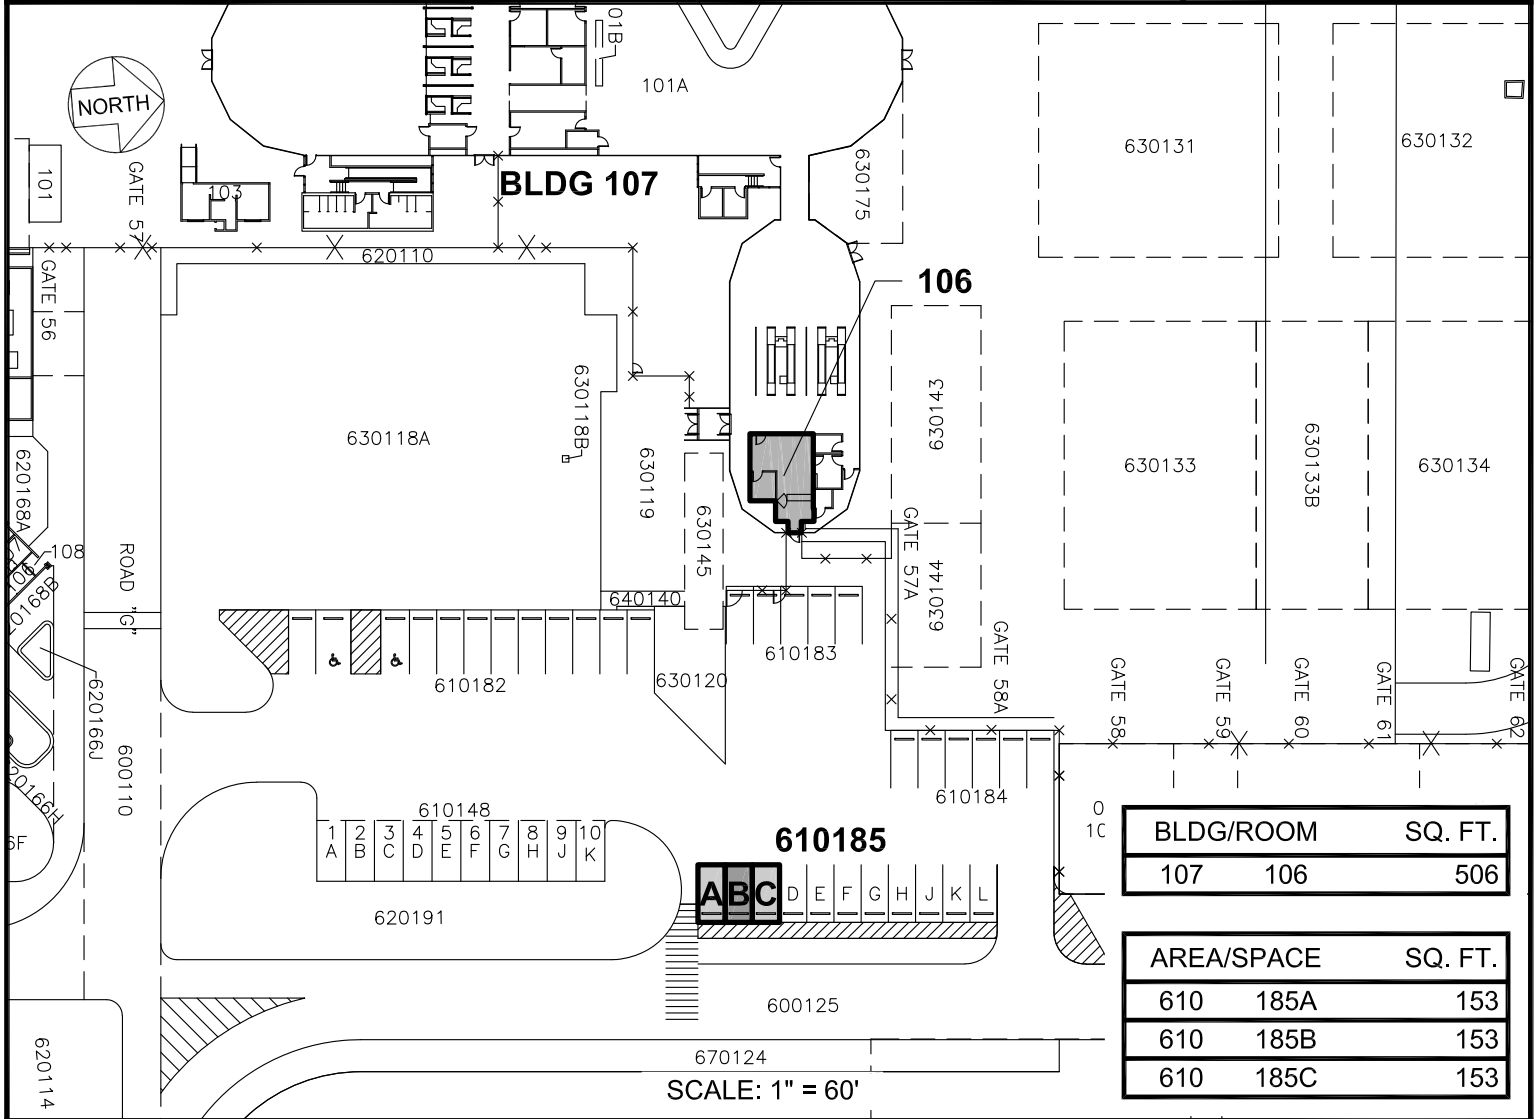 01B
101A
NORTH
630131
630132
101
GATE 57
103
BLDG 107
630175
620110
106
GATE 56
630118A
630118B
630119
630143
630133
630133B
630134
620168A
108
ROAD "G"
630145
GATE 57A
630144
640140
610183
610182
630120
GATE 58A
GATE 58
GATE 59
GATE 60
GATE 61
GATE 62
620166J
600110
610148
610184
1 2 3 4 5 6 7 8 9 10
A B C D E F G H J K
610185
A B C D E F G H J K L
620191
600125
620114
670124
SCALE: 1" = 60'
BLDG/ROOM SQ. FT.
107 106 506
AREA/SPACE SQ. FT.
610 185A 153
610 185B 153
610 185C 153